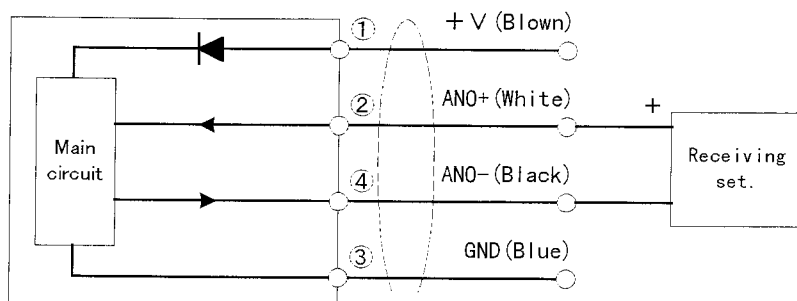 ① +V(Blown)
② ANO+(White)
+
Main
circuit
Receiving
set.
④ ANO-(Black)
③ GND(Blue)